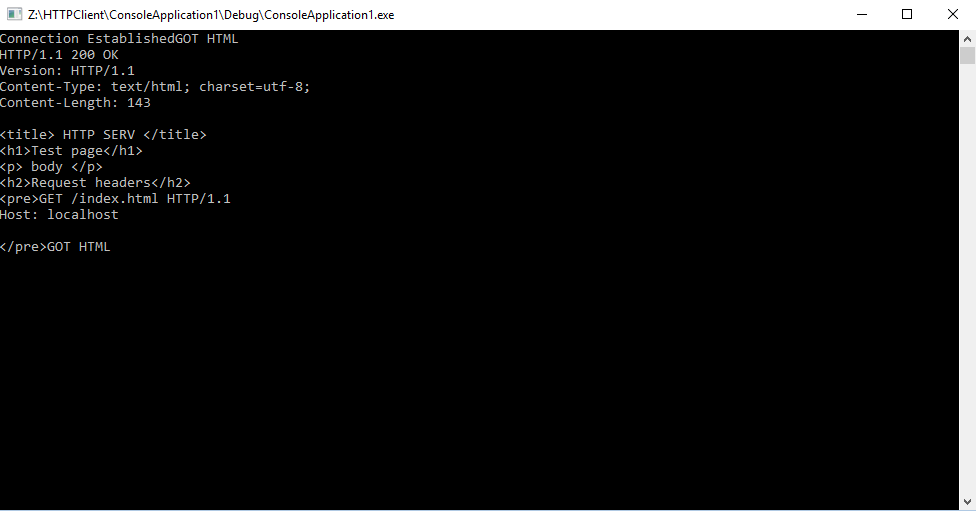 Z:\HTTPClient\ConsoleApplication1\Debug\ConsoleApplication1.exe
Connection EstablishedGOT HTML
HTTP/1.1 200 OK
Version: HTTP/1.1
Content-Type: text/html; charset=utf-8;
Content-Length: 143

<title> HTTP SERV </title>
<h1>Test page</h1>
<p> body </p>
<h2>Request headers</h2>
<pre>GET /index.html HTTP/1.1
Host: localhost

</pre>GOT HTML